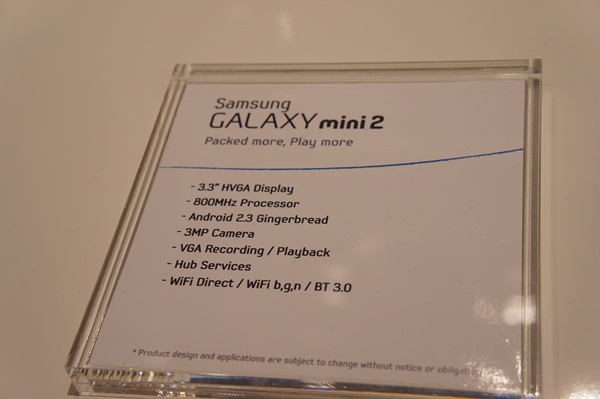 Samsung
GALAXY mini 2
Packed more, Play more
- 3.3" HVGA Display
- 800MHz Processor
- Android 2.3 Gingerbread
- 3MP Camera
- VGA Recording / Playback
- Hub Services
- WiFi Direct / WiFi b,g,n / BT 3.0
* Product design and applications are subject to change without notice or obligation.